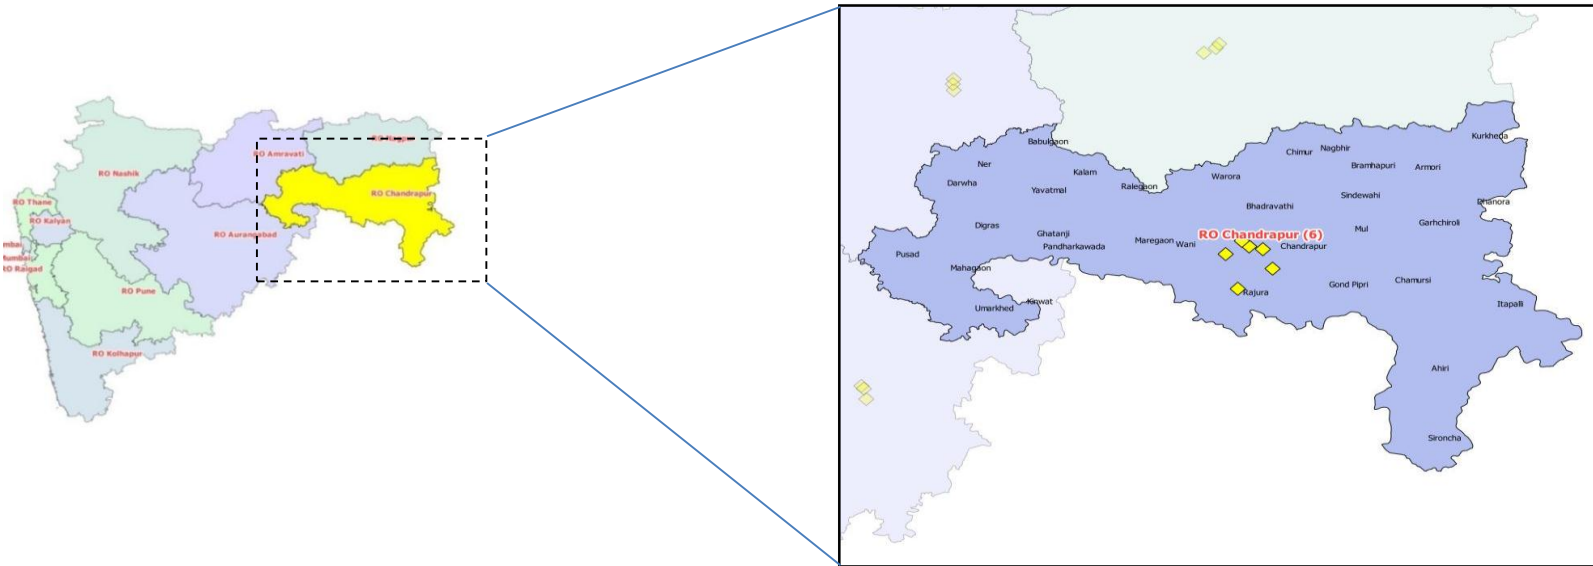 RO Nagpur
RO Amravati
RO Nashik
RO Chandrapur
RO Thane
RO Kalyan
RO Aurangabad
mbai
Mumbai
RO Raigad
RO Pune
RO Kolhapur
Kurkheda
Babulgaon
Nagbhir
Chimur
Ner
Bramhapuri
Armori
Kalam
Warora
Darwha
Yavatmal
Ralegaon
Sindewahi
Dhanora
Bhadravathi
Digras
Garhchiroli
Mul
Ghatanji
RO Chandrapur (6)
Pandharkawada
Maregaon
Wani
Chandrapur
Pusad
Mahagaon
Chamursi
Gond Pipri
Rajura
Kinwat
Umarkhed
Itapalli
Ahiri
Sironcha